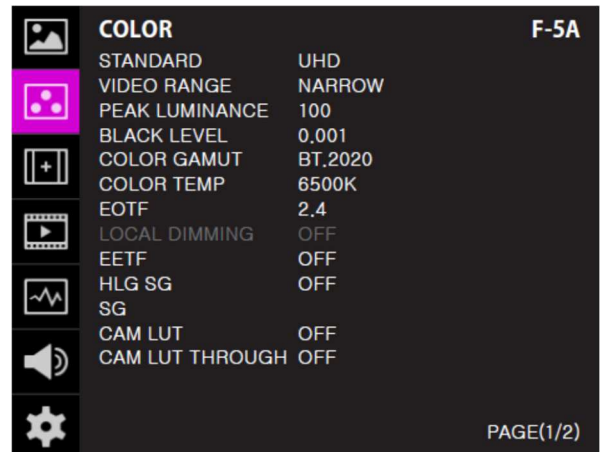 COLOR F-5A
STANDARD UHD
VIDEO RANGE NARROW
PEAK LUMINANCE 100
BLACK LEVEL 0.001
COLOR GAMUT BT.2020
COLOR TEMP 6500K
EOTF 2.4
LOCAL DIMMING OFF
EETF OFF
HLG SG OFF
SG
CAM LUT OFF
CAM LUT THROUGH OFF
PAGE(1/2)